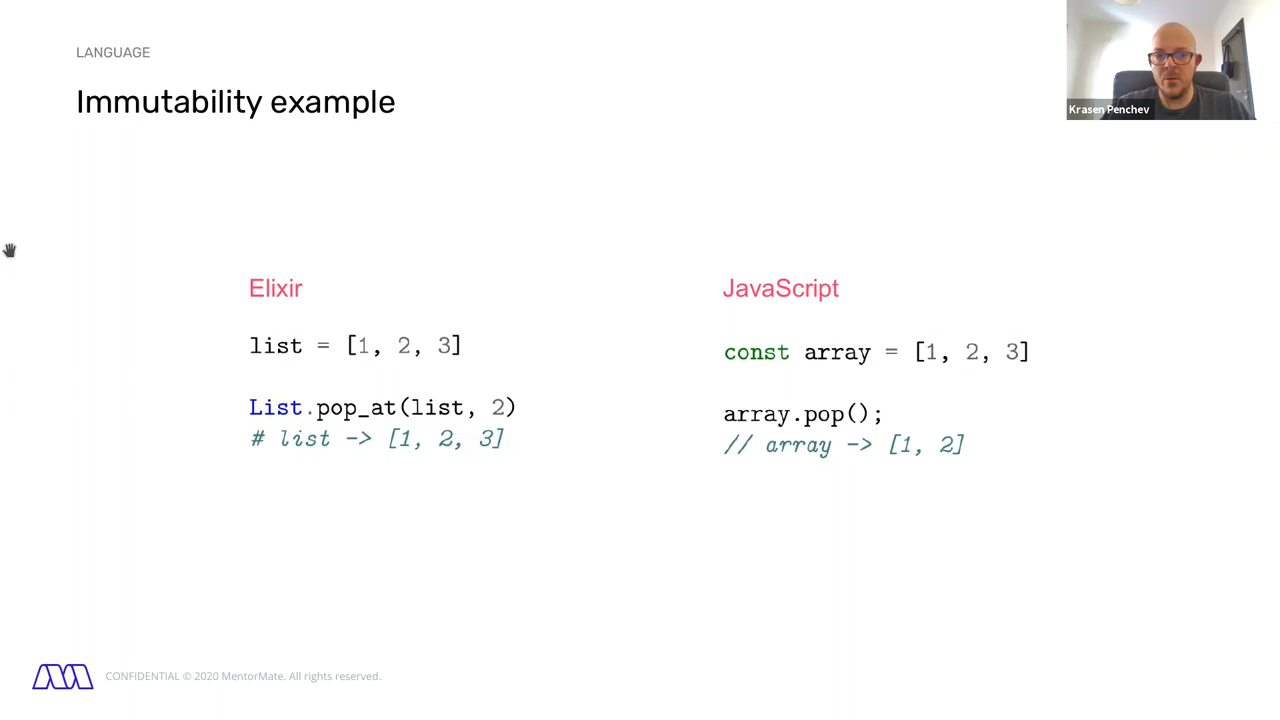 LANGUAGE
Immutability example
Krasen Penchev
Elixir
list = [1, 2, 3]
List.pop_at(list, 2)
# list -> [1, 2, 3]
JavaScript
const array = [1, 2, 3]
array.pop();
// array -> [1, 2]
CONFIDENTIAL © 2020 MentorMate. All rights reserved.